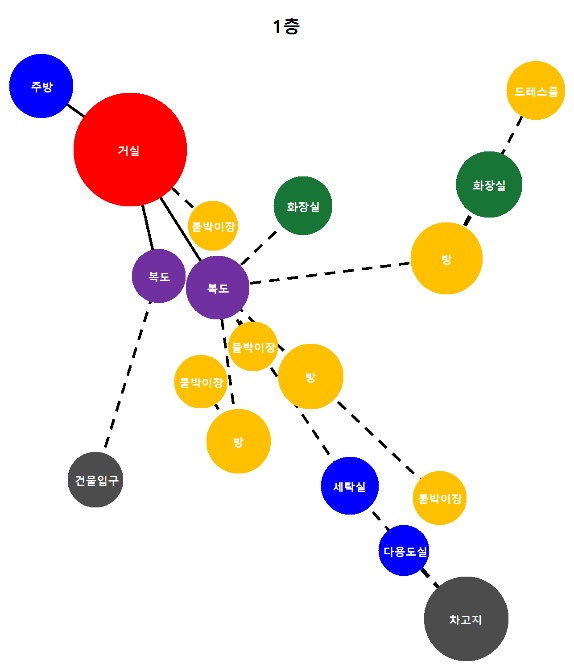 1층
주방
드레스룸
거실
화장실
화장실
붙박이장
방
복도
복도
붙박이장
방
붙박이장
방
건물입구
세탁실
붙박이장
다용도실
차고지